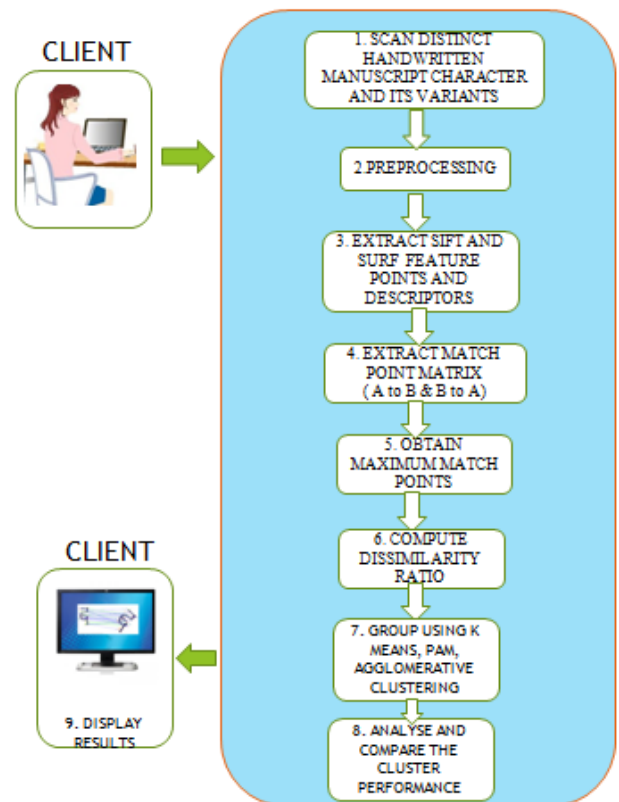 CLIENT
1. SCAN DISTINCT
HANDWRITTEN
MANUSCRIPT CHARACTER
AND ITS VARIANTS
2.PREPROCESSING
3. EXTRACT SIFT AND
SURF FEATURE
POINTS AND
DESCRIPTORS
4. EXTRACT MATCH
POINT MATRIX
( A to B & B to A)
5. OBTAIN
MAXIMUM MATCH
POINTS
6. COMPUTE
DISSIMILARITY
RATIO
7. GROUP USING K
MEANS, PAM,
AGGLOMERATIVE
CLUSTERING
8. ANALYSE AND
COMPARE THE
CLUSTER
PERFORMANCE
CLIENT
9. DISPLAY
RESULTS